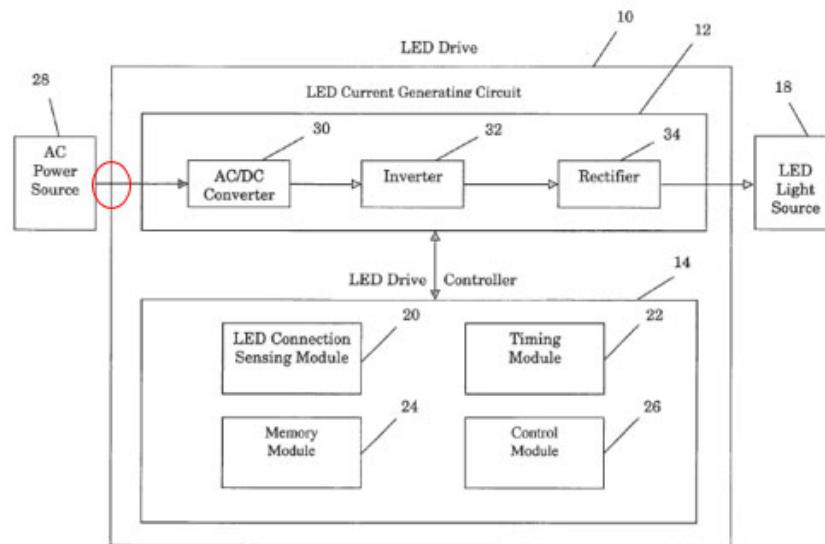 10
LED Drive
12
28
LED Current Generating Circuit
18
AC
Power
Source
30
32
34
AC/DC
Converter
Inverter
Rectifier
LED
Light
Source
LED Drive Controller
14
20
22
LED Connection
Sensing Module
Timing
Module
24
26
Memory
Module
Control
Module